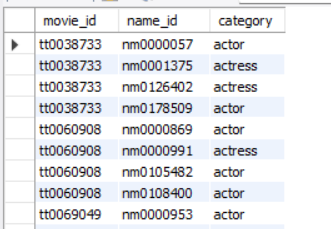 movie_id name_id category
tt0038733 nm0000057 actor
tt0038733 nm0001375 actress
tt0038733 nm0126402 actress
tt0038733 nm0178509 actor
tt0060908 nm0000869 actor
tt0060908 nm0000991 actress
tt0060908 nm0105482 actor
tt0060908 nm0108400 actor
tt0069049 nm0000953 actor